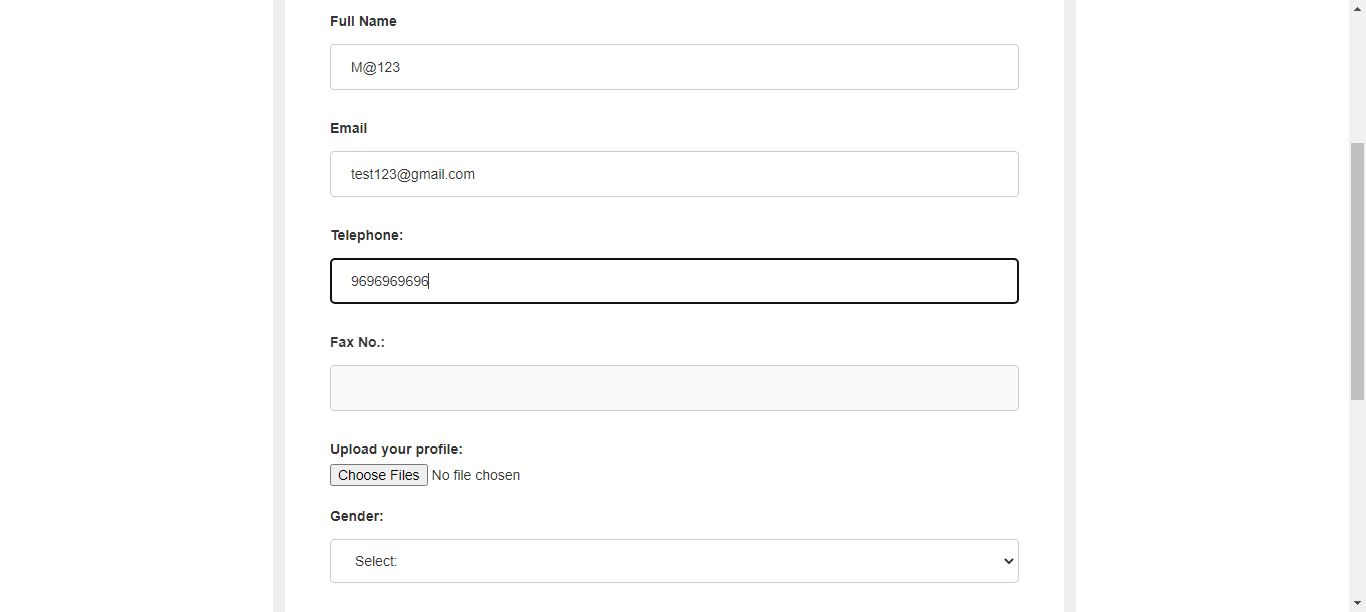 Full Name
M@123
Email
test123@gmail.com
Telephone:
9696969696
Fax No.:
Upload your profile:
Choose Files No file chosen
Gender:
Select: